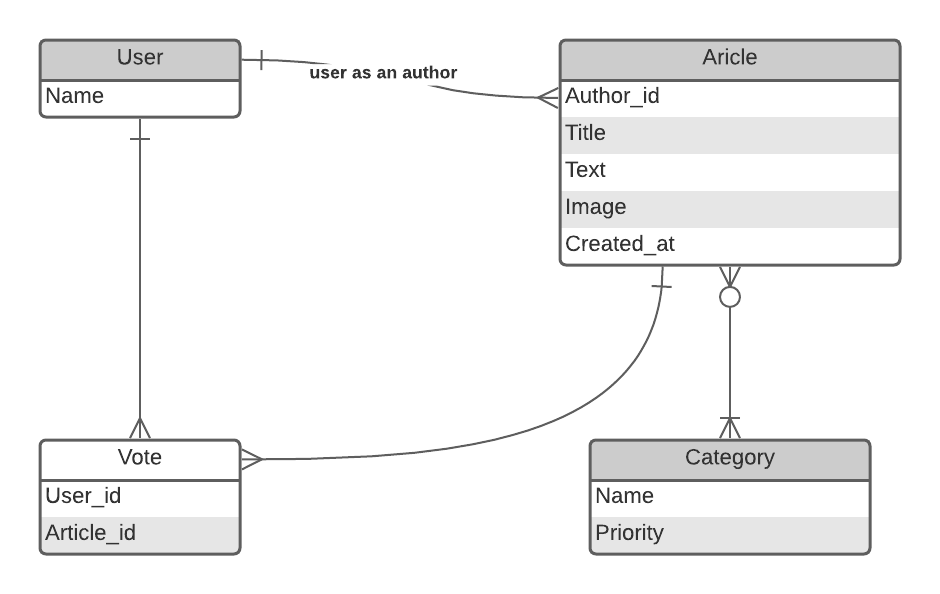 User
Name
user as an author
Aricle
Author_id
Title
Text
Image
Created_at
Vote
User_id
Article_id
Category
Name
Priority